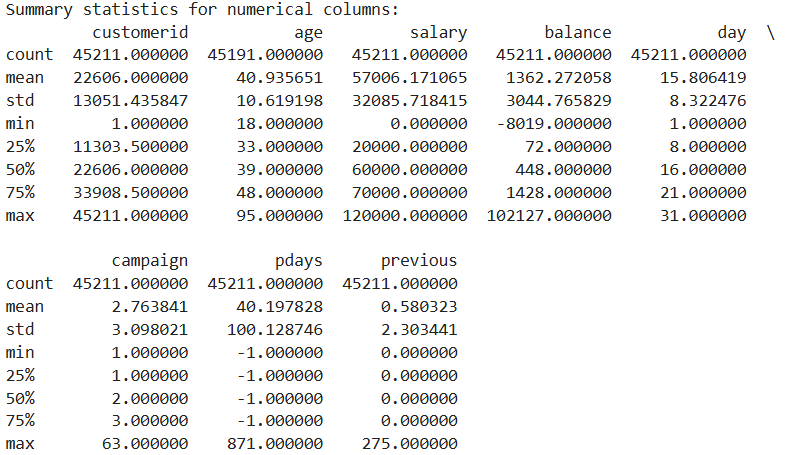 Summary statistics for numerical columns:
         customerid           age         salary        balance           day  \
count  45211.000000  45191.000000   45211.000000   45211.000000  45211.000000
mean   22606.000000     40.935651   57006.171065    1362.272058     15.806419
std    13051.435847     10.619198   32085.718415    3044.765829      8.322476
min        1.000000     18.000000       0.000000   -8019.000000      1.000000
25%    11303.500000     33.000000   20000.000000      72.000000      8.000000
50%    22606.000000     39.000000   60000.000000     448.000000     16.000000
75%    33908.500000     48.000000   70000.000000    1428.000000     21.000000
max    45211.000000     95.000000  120000.000000  102127.000000     31.000000

           campaign         pdays      previous
count  45211.000000  45211.000000  45211.000000
mean       2.763841     40.197828      0.580323
std        3.098021    100.128746      2.303441
min        1.000000     -1.000000      0.000000
25%        1.000000     -1.000000      0.000000
50%        2.000000     -1.000000      0.000000
75%        3.000000     -1.000000      0.000000
max       63.000000    871.000000    275.000000